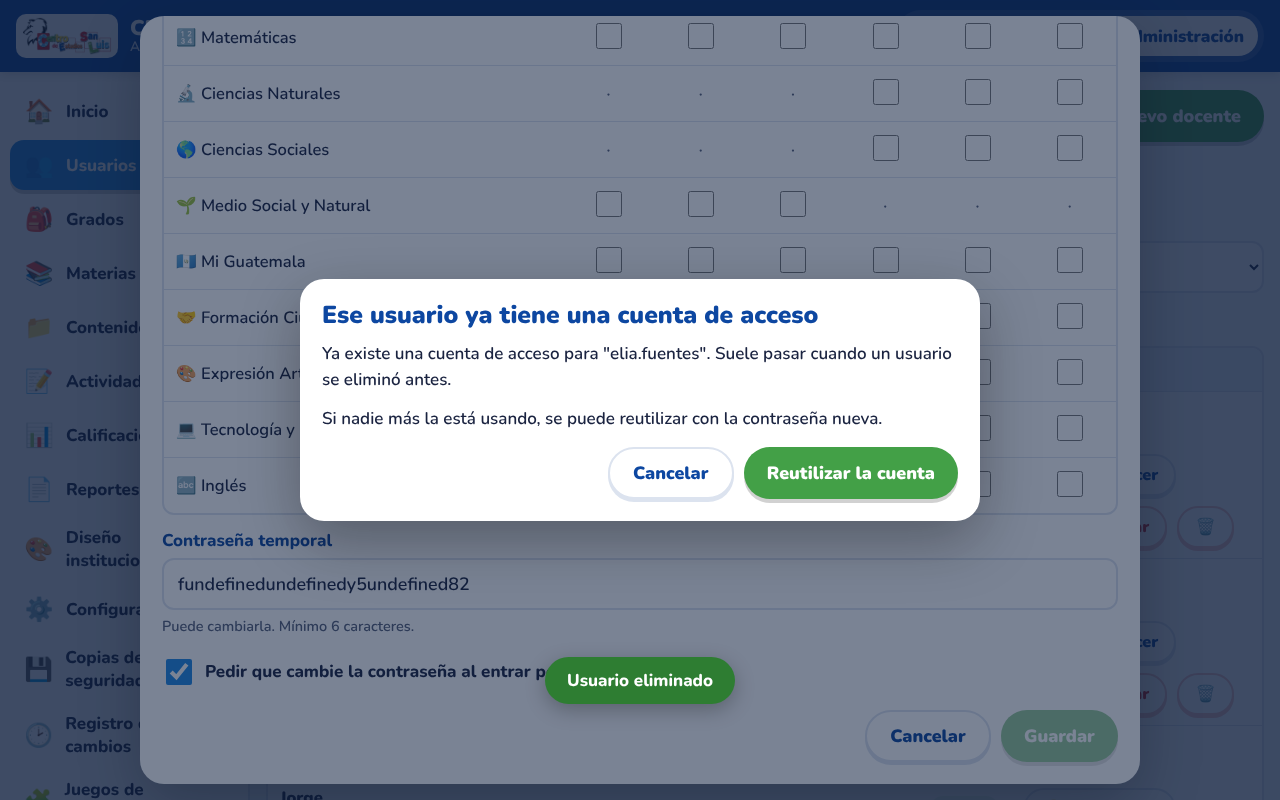 ministración
Inicio
Usuarios
Grados
Materias
Contenid
Actividad
Calificaci
Reportes
Diseño
institucio
Configura
Copias de
seguridad
Registro
cambios
Juegos de
evo docente
Matemáticas
Ciencias Naturales
Ciencias Sociales
Medio Social y Natural
Mi Guatemala
Formación Ci
Expresión Art
Tecnología y
Inglés
Ese usuario ya tiene una cuenta de acceso
Ya existe una cuenta de acceso para "elia.fuentes". Suele pasar cuando un usuario
se eliminó antes.
Si nadie más la está usando, se puede reutilizar con la contraseña nueva.
Cancelar
Reutilizar la cuenta
Contraseña temporal
fundefinedundefinedy5undefined82
Puede cambiarla. Mínimo 6 caracteres.
Pedir que cambie la contraseña al entrar p
Usuario eliminado
Cancelar
Guardar
Jorge